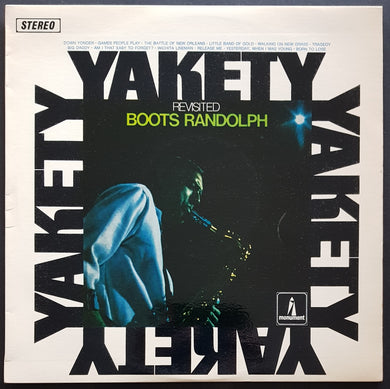 STEREO
DOWN YONDER · GAMES PEOPLE PLAY · THE BATTLE OF NEW ORLEANS · LITTLE BAND OF GOLD · WALKING ON NEW GRASS · TRAGEDY
BIG DADDY · AM I THAT EASY TO FORGET? · WICHITA LINEMAN · RELEASE ME · YESTERDAY, WHEN I WAS YOUNG · BORN TO LOSE
YAKETY
REVISITED
BOOTS RANDOLPH
YAKETY
YAKETY
monument
YAKETY